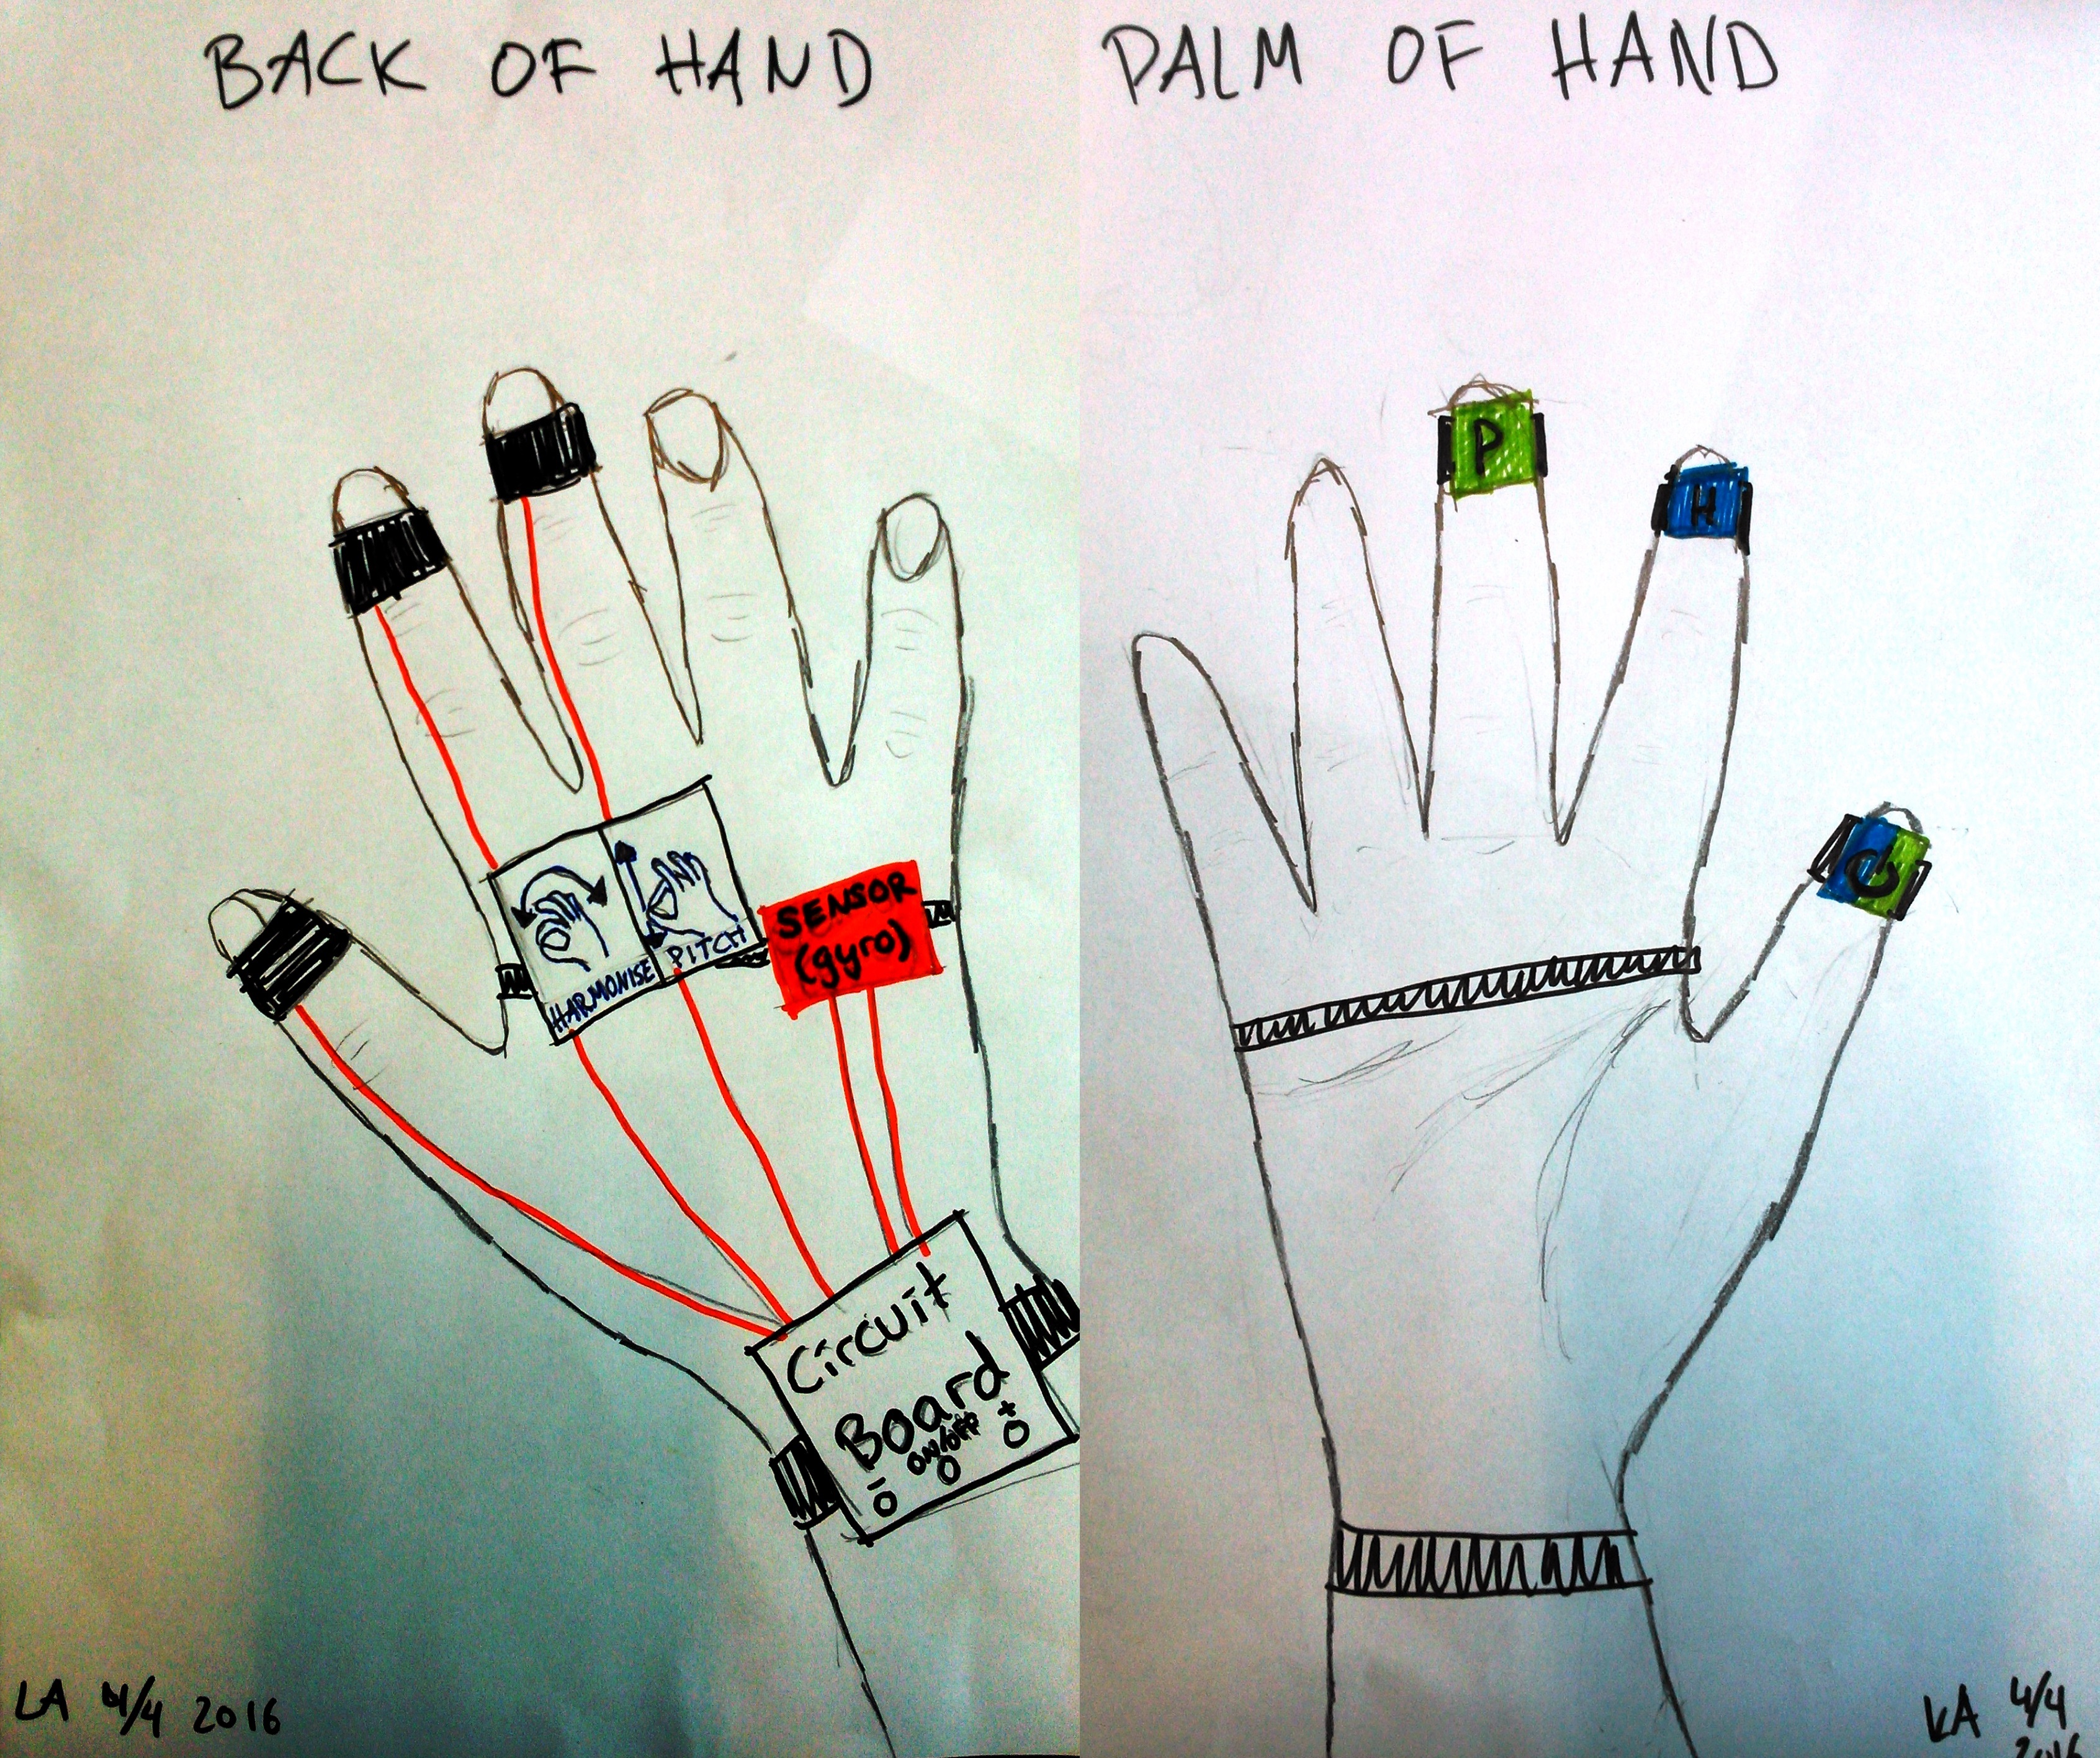 BACK OF HAND
HARMONISE
PITCH
SENSOR
(gyro)
Circuit
Board
- ON/OFF +
LA 4/4 2016
PALM OF HAND
P
H
LA 4/4
2016